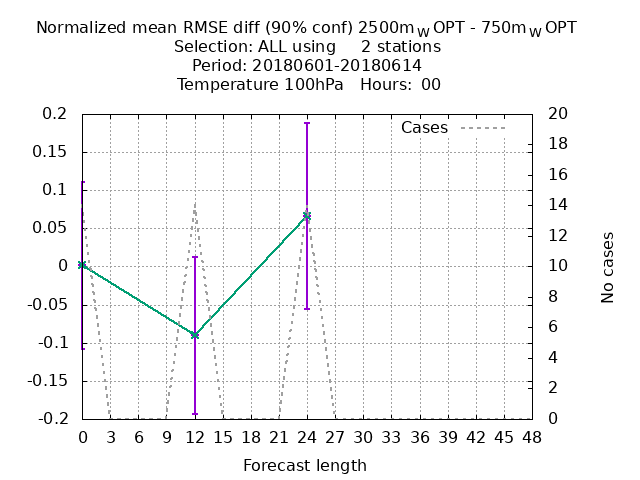 Normalized mean RMSE diff (90% conf) 2500m_W OPT - 750m_W OPT
Selection: ALL using 2 stations
Period: 20180601-20180614
Temperature 100hPa Hours: 00
0.2
0.15
0.1
0.05
0
-0.05
-0.1
-0.15
-0.2
Cases
20
18
16
14
12
10
8
6
4
2
0
No cases
0 3 6 9 12 15 18 21 24 27 30 33 36 39 42 45 48
Forecast length